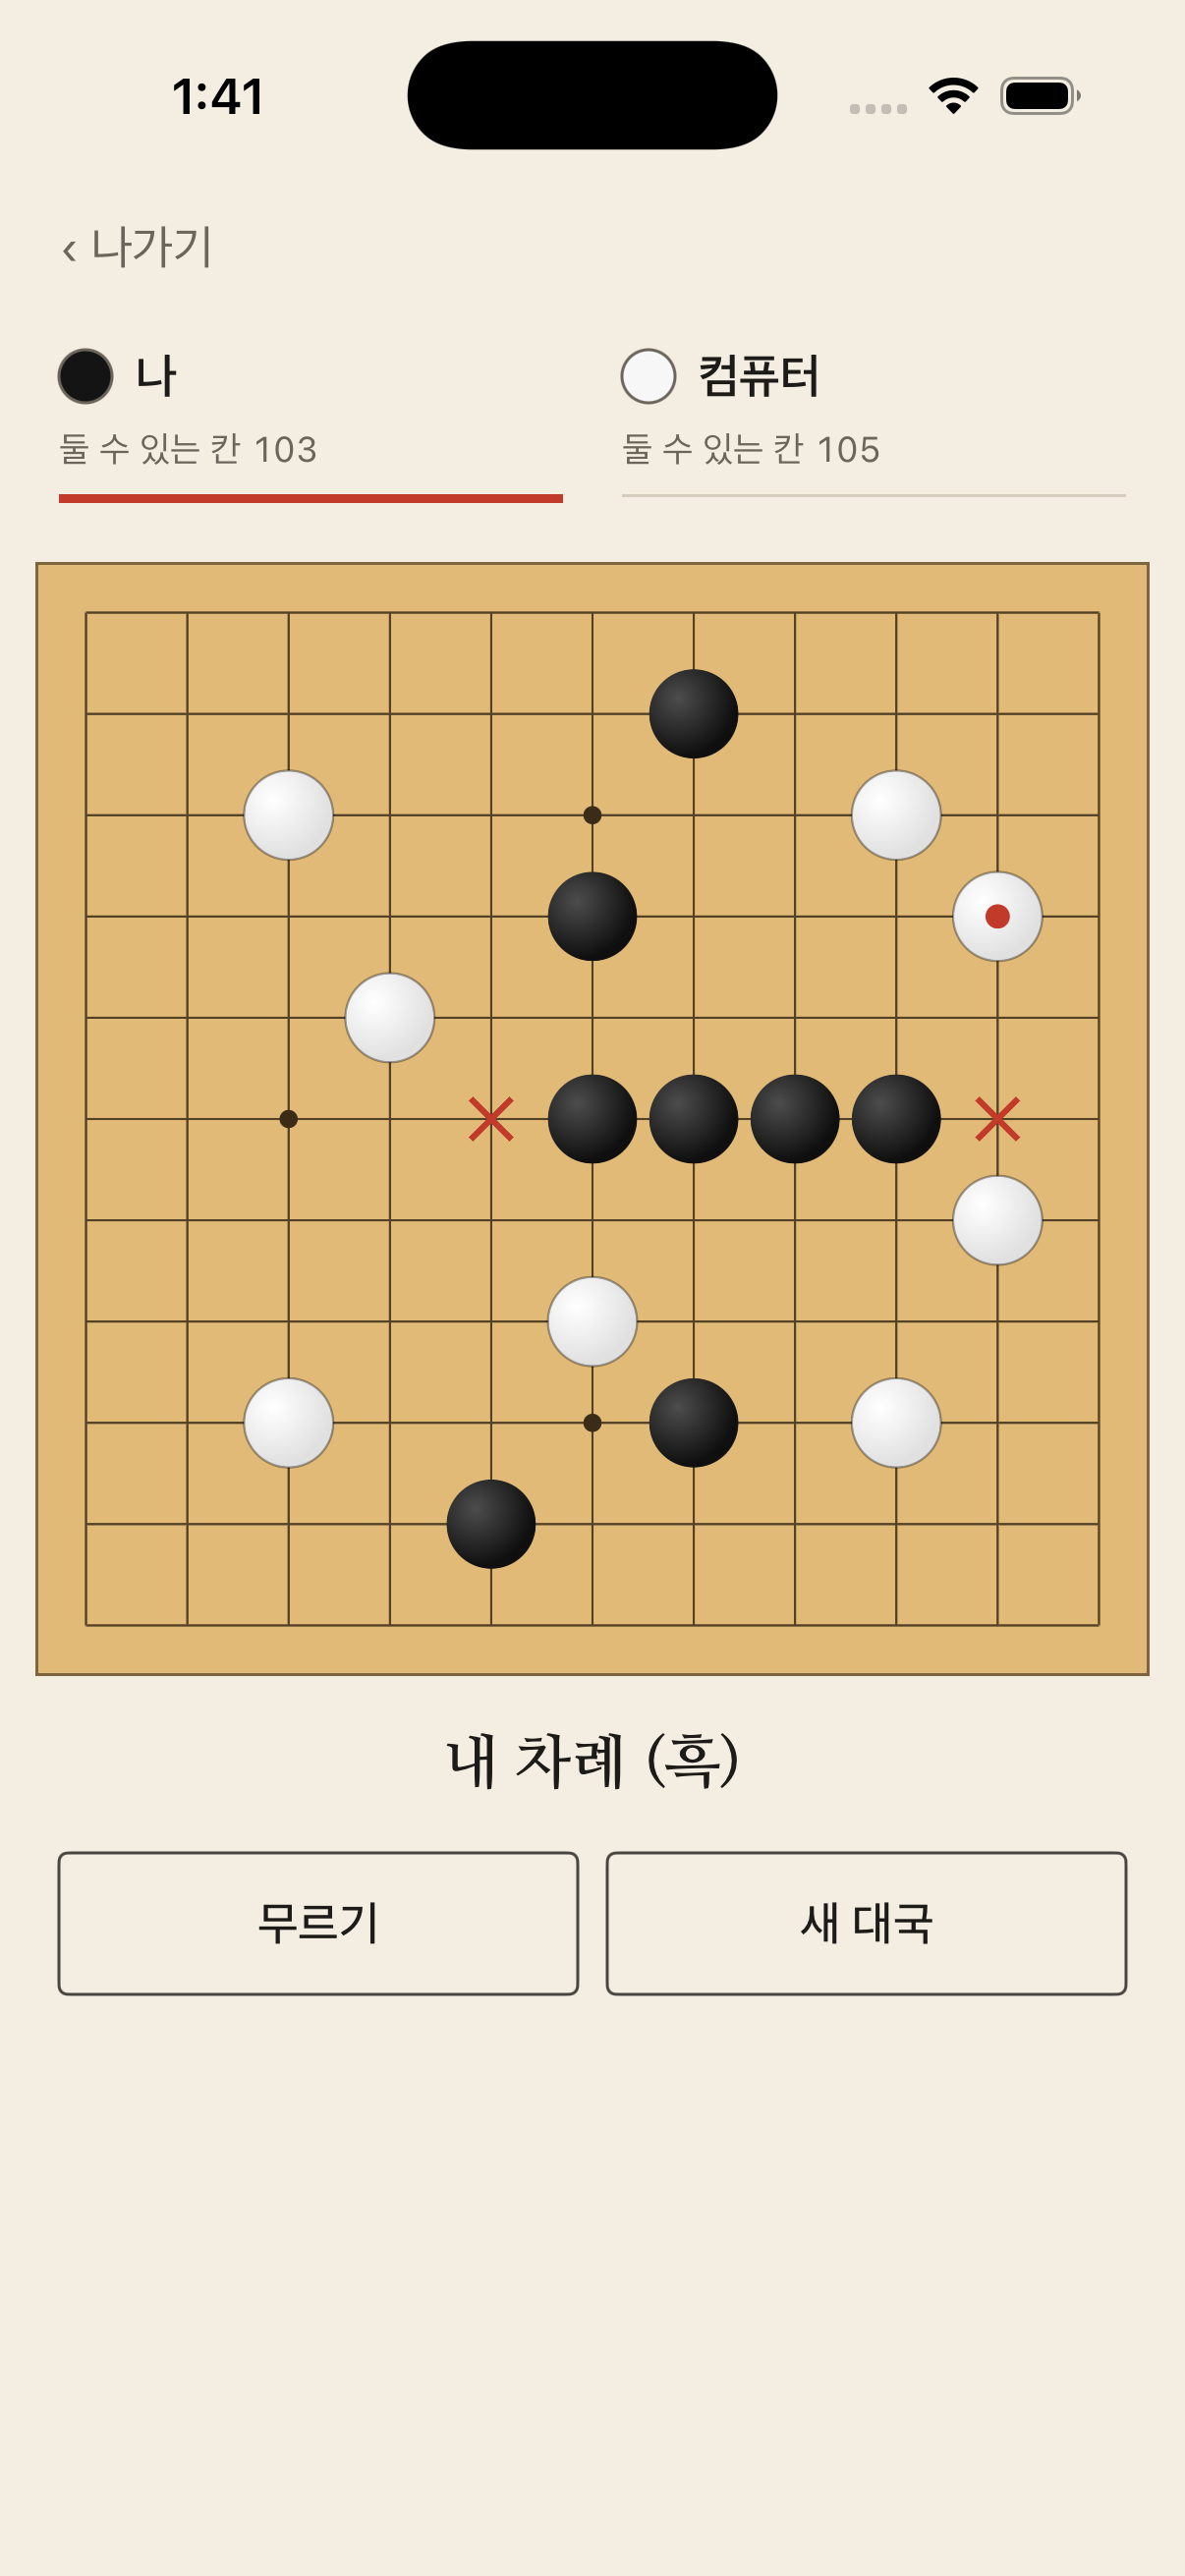 1:41
‹ 나가기
나
컴퓨터
둘 수 있는 칸 103
둘 수 있는 칸 105
내 차례 (흑)
무르기
새 대국